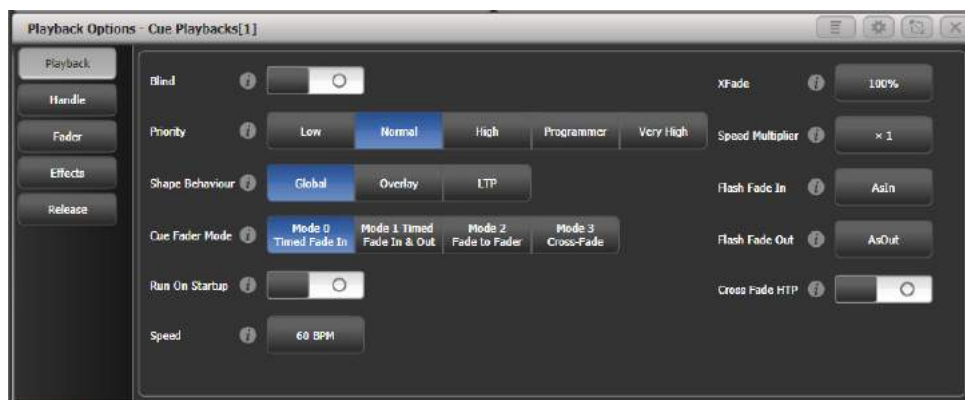 Playback Options - Cue Playbacks[1]
Playback
Handle
Fader
Effects
Release
Blind
Priority Low Normal High Programmer Very High
Shape Behaviour Global Overlay LTP
Cue Fader Mode Mode 0 Timed Fade In Mode 1 Timed Fade In & Out Mode 2 Fade to Fader Mode 3 Cross-Fade
Run On Startup
Speed 60 BPM
XFade 100%
Speed Multiplier × 1
Flash Fade In AsIn
Flash Fade Out AsOut
Cross Fade HTP